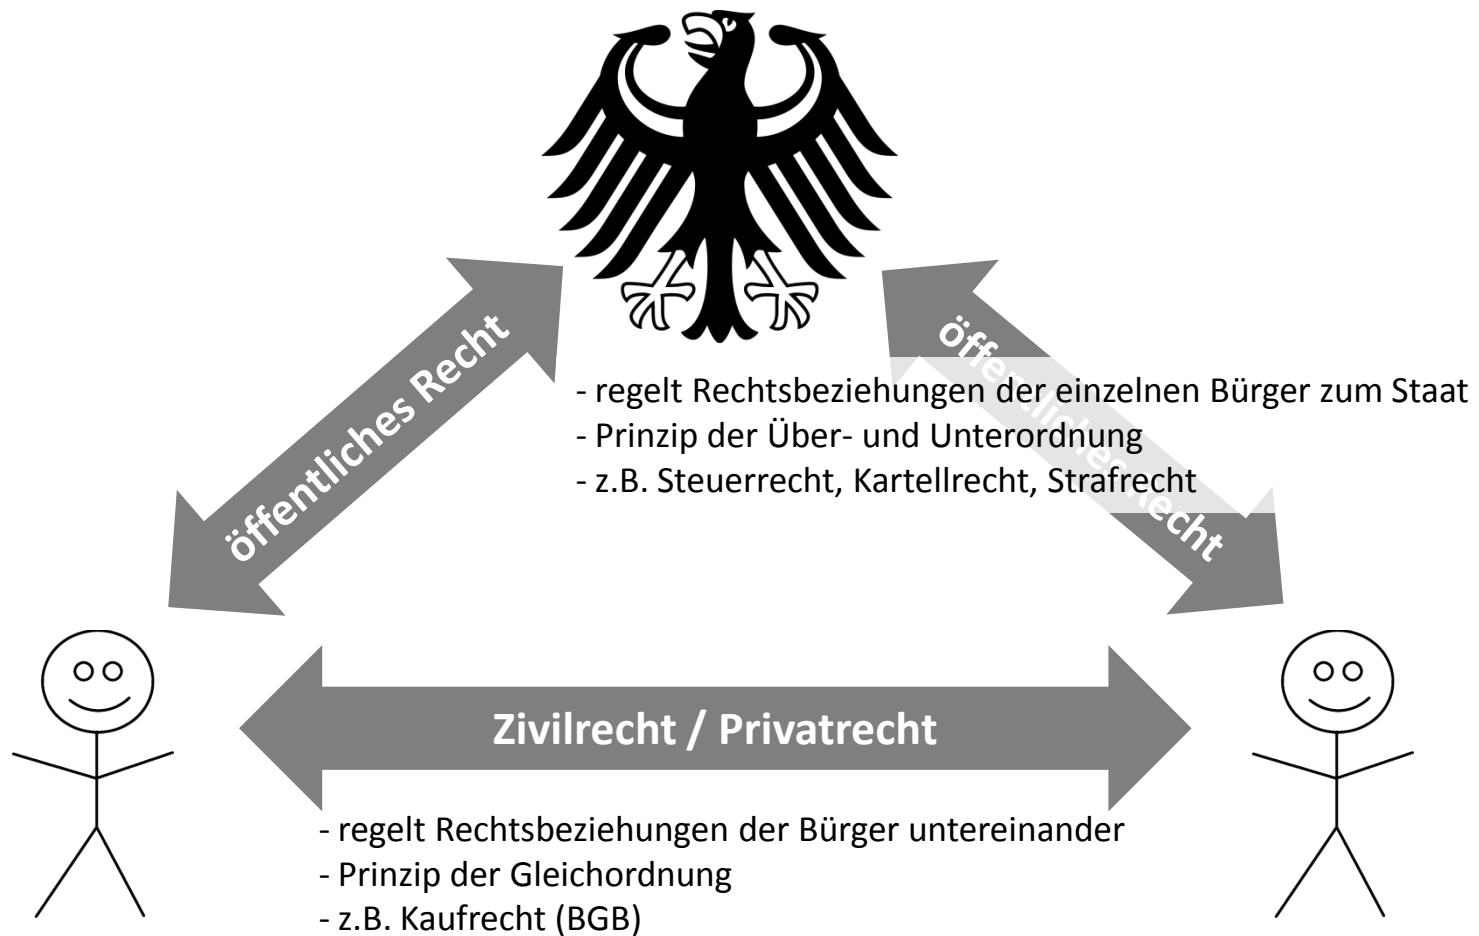 öffentliches Recht
öffentliches Recht
- regelt Rechtsbeziehungen der einzelnen Bürger zum Staat
- Prinzip der Über- und Unterordnung
- z.B. Steuerrecht, Kartellrecht, Strafrecht
Zivilrecht / Privatrecht
- regelt Rechtsbeziehungen der Bürger untereinander
- Prinzip der Gleichordnung
- z.B. Kaufrecht (BGB)